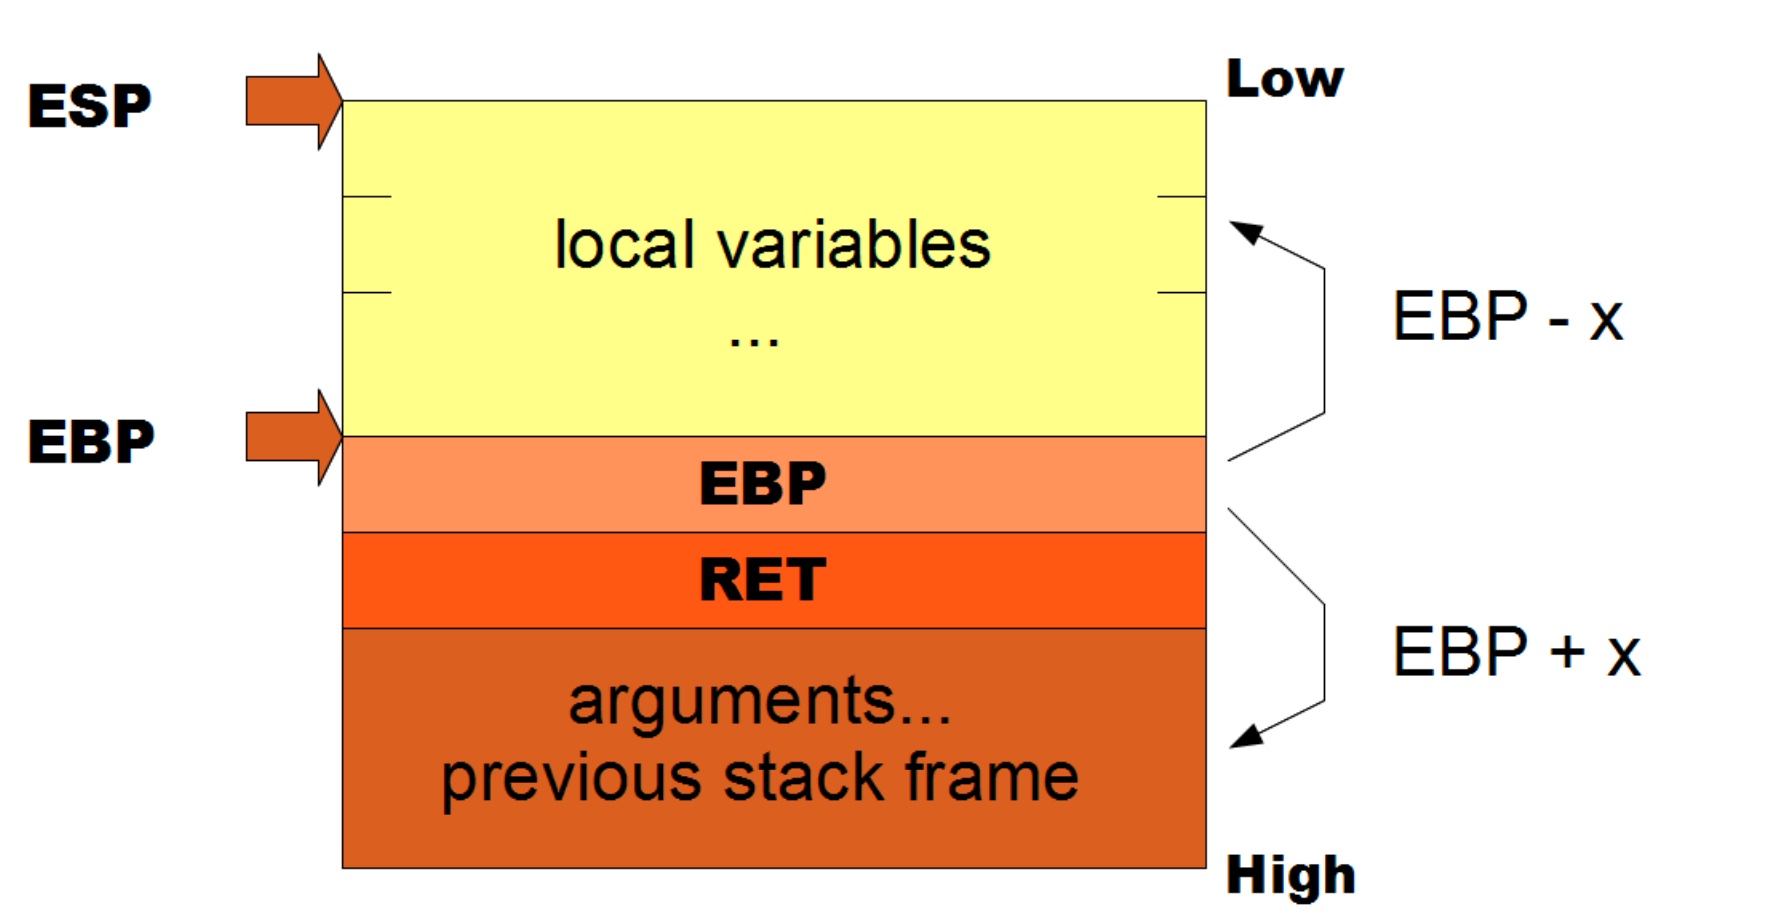 ESP
Low
local variables
...
EBP - x
EBP
EBP
RET
EBP + x
arguments...
previous stack frame
High